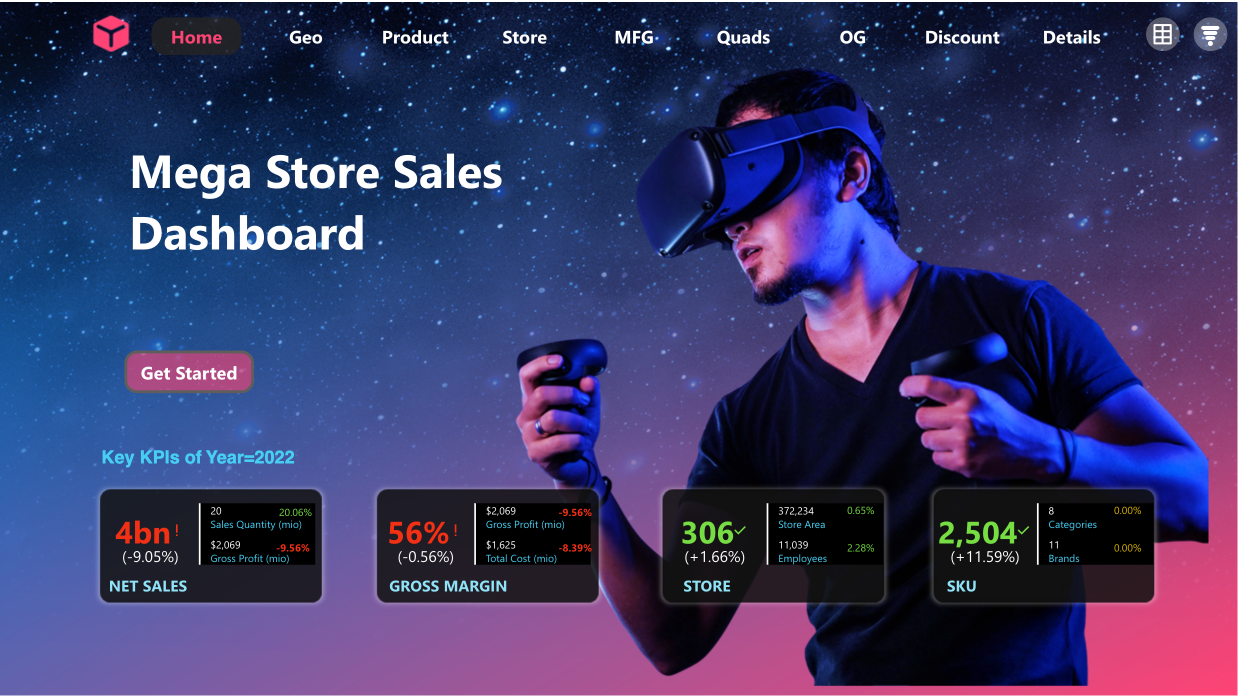 Home Geo Product Store MFG Quads OG Discount Details
Mega Store Sales
Dashboard
Get Started
Key KPIs of Year=2022
4bn!
(-9.05%)
20 20.06%
Sales Quantity (mio)
$2,069 -9.56%
Gross Profit (mio)
NET SALES
56%!
(-0.56%)
$2,069 -9.56%
Gross Profit (mio)
$1,625 -8.39%
Total Cost (mio)
GROSS MARGIN
306✓
(+1.66%)
372,234 0.65%
Store Area
11,039 2.28%
Employees
STORE
2,504✓
(+11.59%)
8 0.00%
Categories
11 0.00%
Brands
SKU